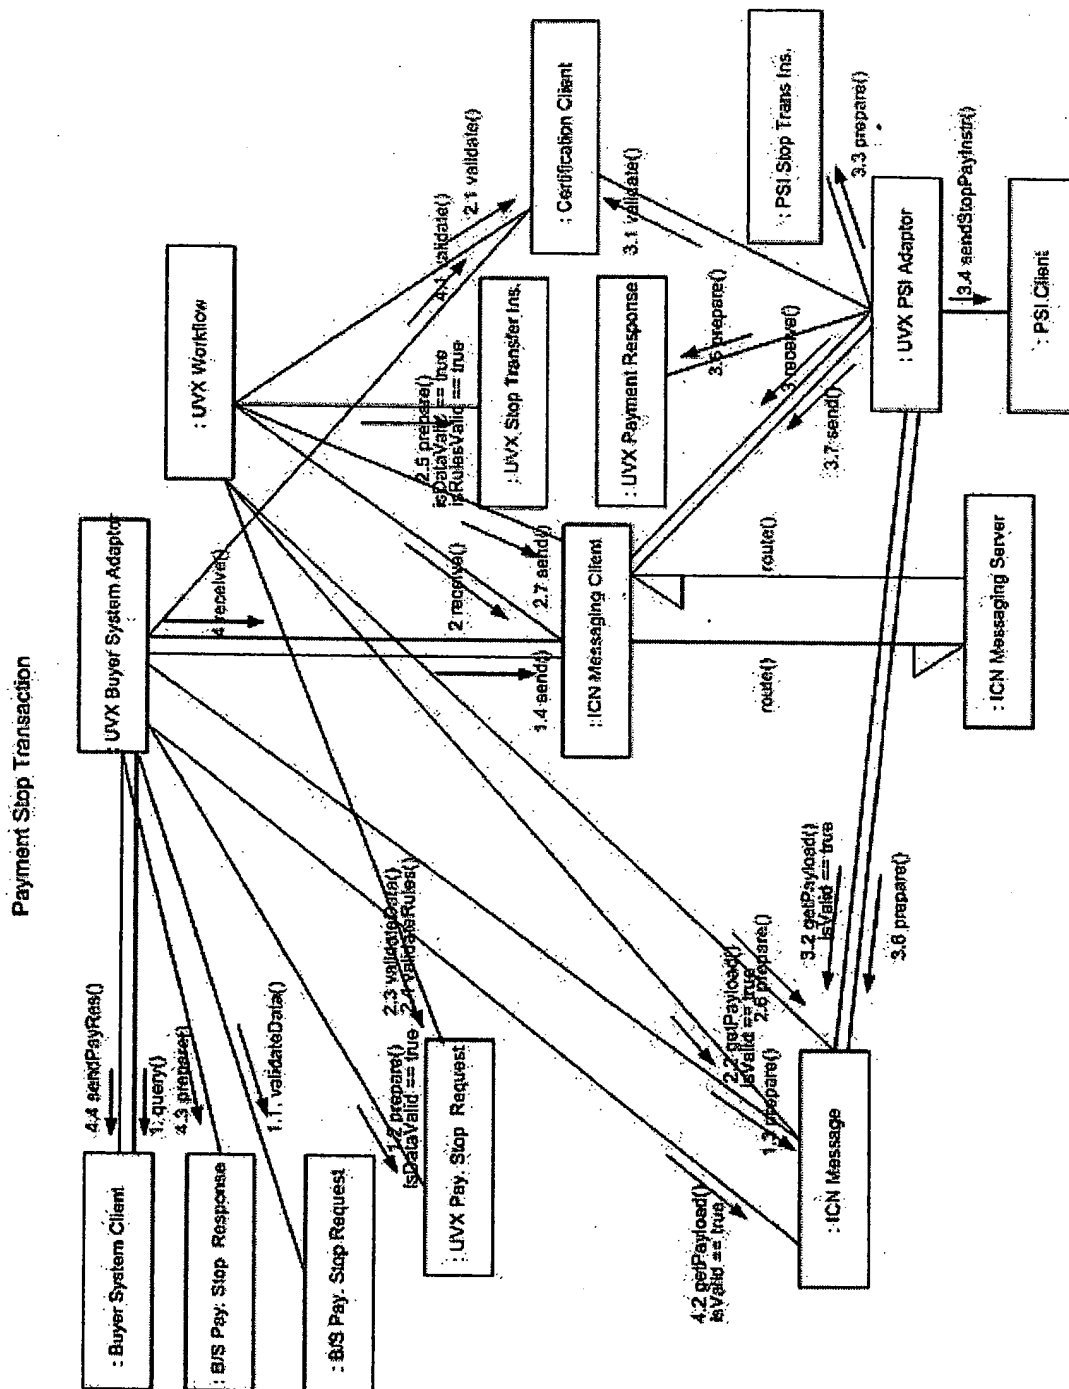 Payment Stop Transaction
: Buyer System Client
: B/S Pay. Stop Response
: B/S Pay. Stop Request
: UVX Pay. Stop Request
: ICN Message
4.4 sendPayRes()
1: query()
4.3 prepare()
1.1. validateData()
1.2 prepare()
isDataValid == true
2.3 validateData()
2.4 validateRules()
4.2 getPayload()
isValid == true
1.3 prepare()
2.2 getPayload()
isValid == true
2.6 prepare()
3.2 getPayload()
isValid == true
3.6 prepare()
: UVX Buyer System Adaptor
4 receive()
1.4 send()
2 receive()
2.7 send()
: ICN Messaging Client
route()
route()
: ICN Messaging Server
: UVX Workflow
2.5 prepare()
isDataValid == true
isRulesValid == true
: UVX Stop Transfer Ins.
: UVX Payment Response
4.1 validate()
2.1 validate()
: Certification Client
3.1 validate()
3.5 prepare()
3 receive()
3.7 send()
: PSI Stop Trans Ins.
3.3 prepare()
: UVX PSI Adaptor
3.4 sendStopPayInstr()
: PSI Client